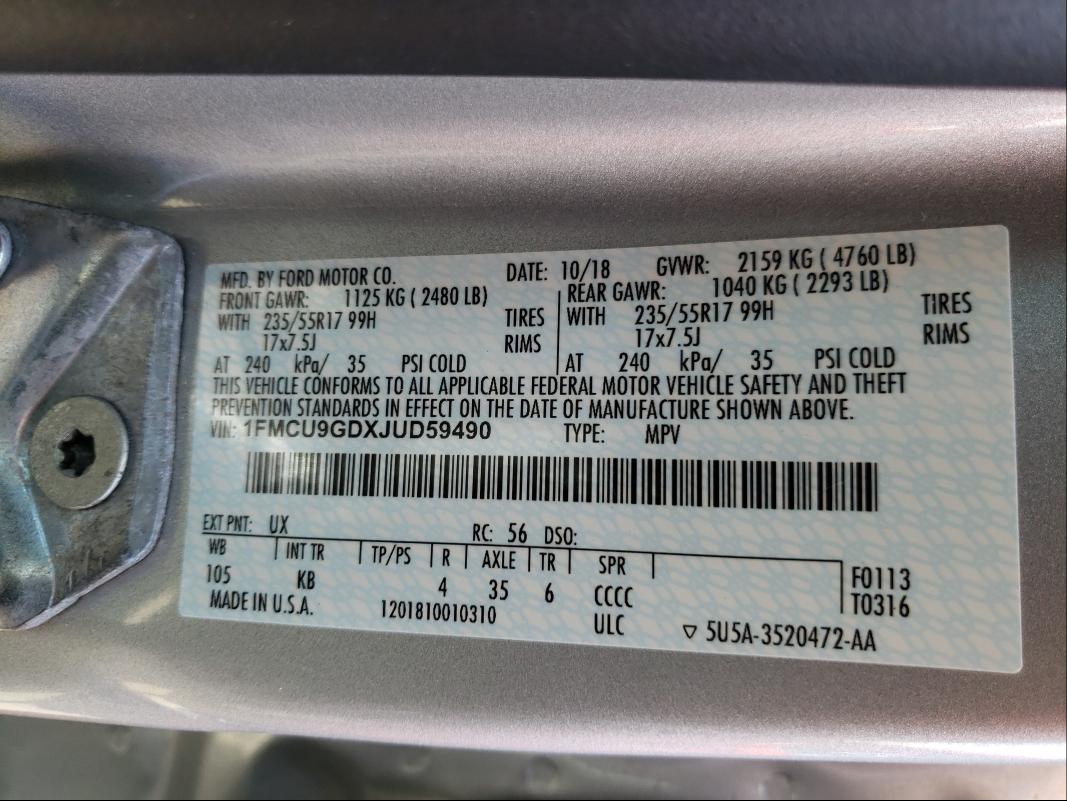 MFD. BY FORD MOTOR CO. DATE: 10/18 GVWR: 2159 KG ( 4760 LB)
FRONT GAWR: 1125 KG ( 2480 LB) REAR GAWR: 1040 KG ( 2293 LB)
WITH 235/55R17 99H TIRES WITH 235/55R17 99H TIRES
17x7.5J RIMS 17x7.5J RIMS
AT 240 kPa/ 35 PSI COLD AT 240 kPa/ 35 PSI COLD
THIS VEHICLE CONFORMS TO ALL APPLICABLE FEDERAL MOTOR VEHICLE SAFETY AND THEFT
PREVENTION STANDARDS IN EFFECT ON THE DATE OF MANUFACTURE SHOWN ABOVE.
VIN: 1FMCU9GDXJUD59490 TYPE: MPV
EXT PNT: UX RC: 56 DSO:
WB INT TR TP/PS R AXLE TR SPR
105 KB 4 35 6 CCCC F0113
T0316
MADE IN U.S.A. 1201810010310 ULC ▽ 5U5A-3520472-AA